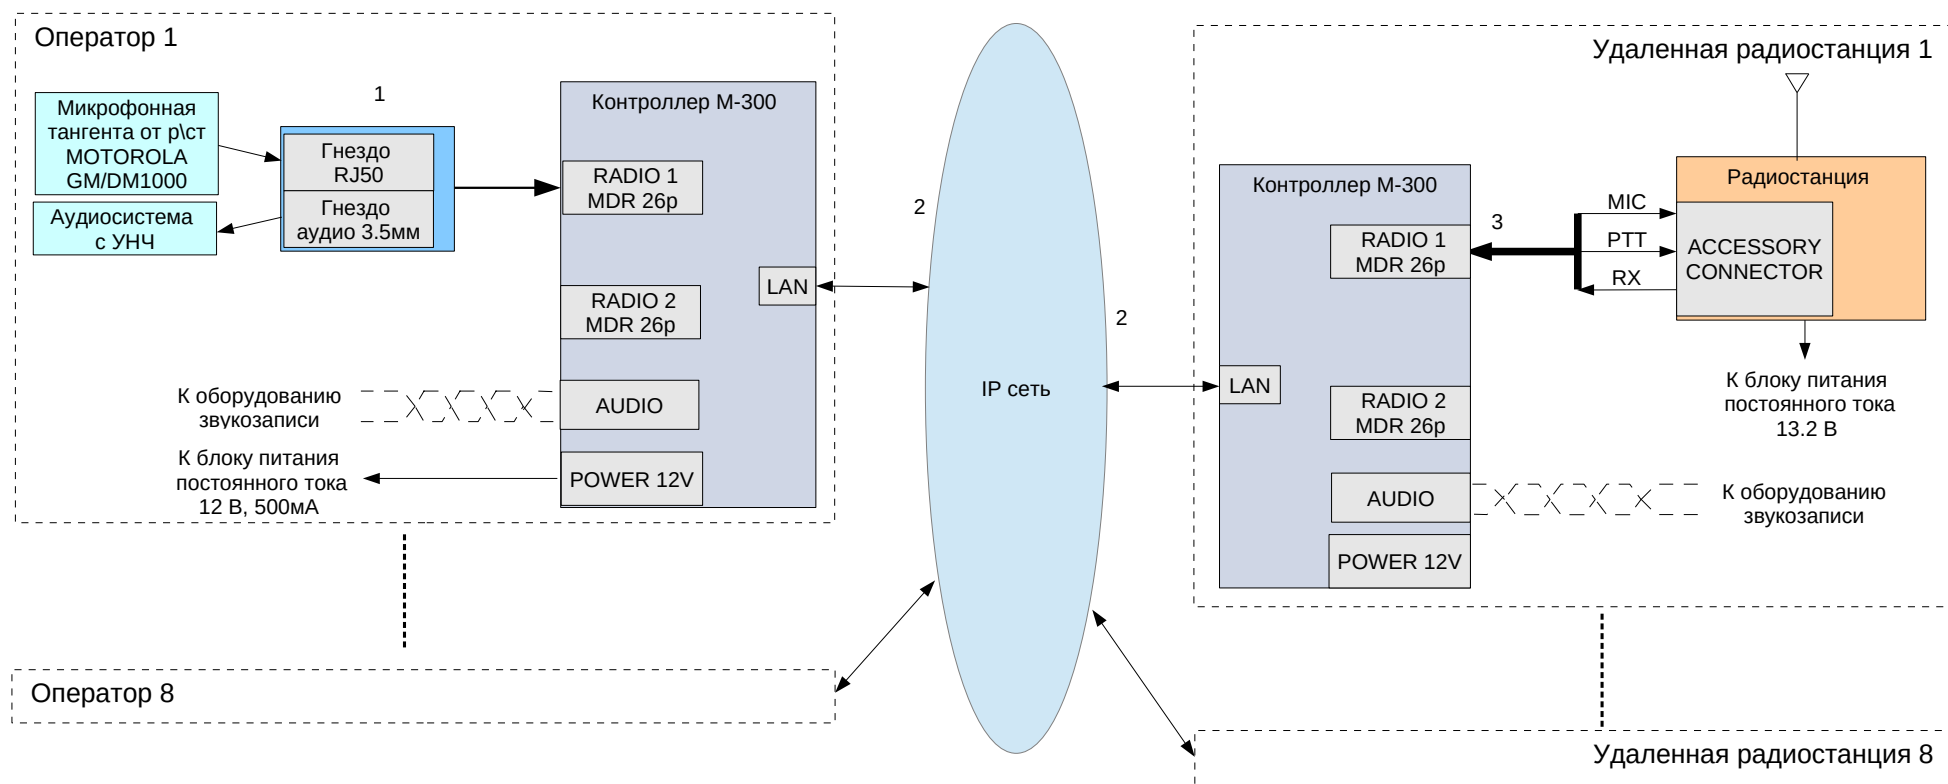 Оператор 1
Микрофонная
тангента от р\ст
MOTOROLA
GM/DM1000
Аудиосистема
с УНЧ
1
Гнездо
RJ50
Гнездо
аудио 3.5мм
Контроллер М-300
RADIO 1
MDR 26p
RADIO 2
MDR 26p
LAN
AUDIO
POWER 12V
К оборудованию
звукозаписи
К блоку питания
постоянного тока
12 В, 500мА
Оператор 8
2
IP сеть
2
Удаленная радиостанция 1
Контроллер М-300
RADIO 1
MDR 26p
LAN
RADIO 2
MDR 26p
AUDIO
POWER 12V
3
MIC
PTT
RX
Радиостанция
ACCESSORY
CONNECTOR
К блоку питания
постоянного тока
13.2 В
К оборудованию
звукозаписи
Удаленная радиостанция 8